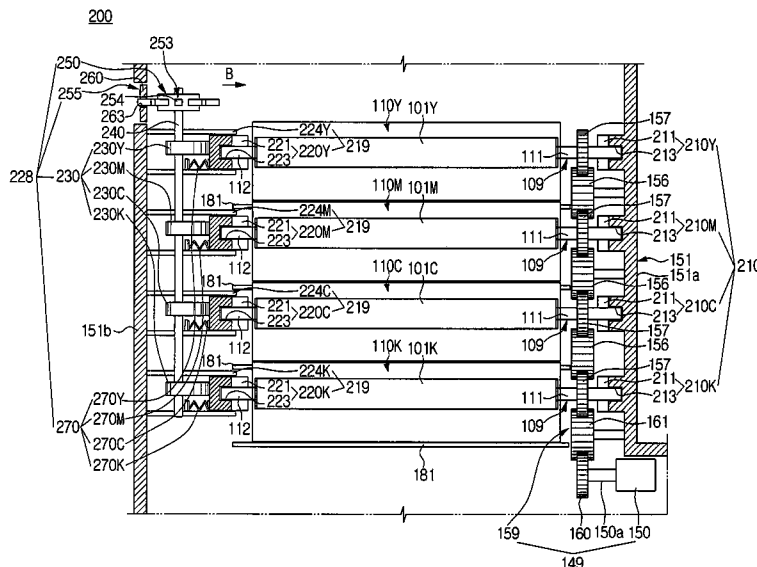 200
253
250
260
B
255
254
263
240
110Y 101Y
224Y
157
230Y
221
220Y
219
223
111
211
210Y
213
230M
109
156
228
230
181
112
110M 101M
157
230C
224M
221
220M
219
223
111
211
210M
213
230K
109
151
112
110C 101C
156
151a
210
224C
221
220C
219
223
111
211
210C
213
151b
112
109
157
156
181
110K 101K
157
224K
221
220K
219
223
111
211
210K
213
270Y
270
270M
270C
270K
112
109
161
181
159
160
150a
150
149